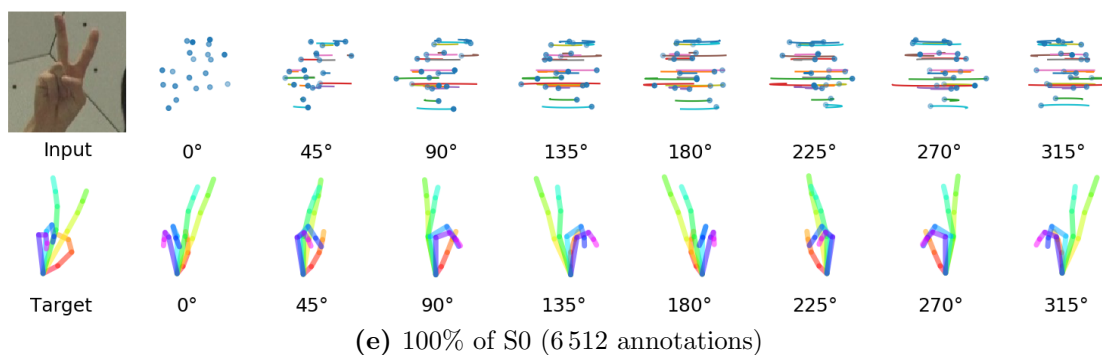 Input 0° 45° 90° 135° 180° 225° 270° 315°
Target 0° 45° 90° 135° 180° 225° 270° 315°
(e) 100% of S0 (6 512 annotations)